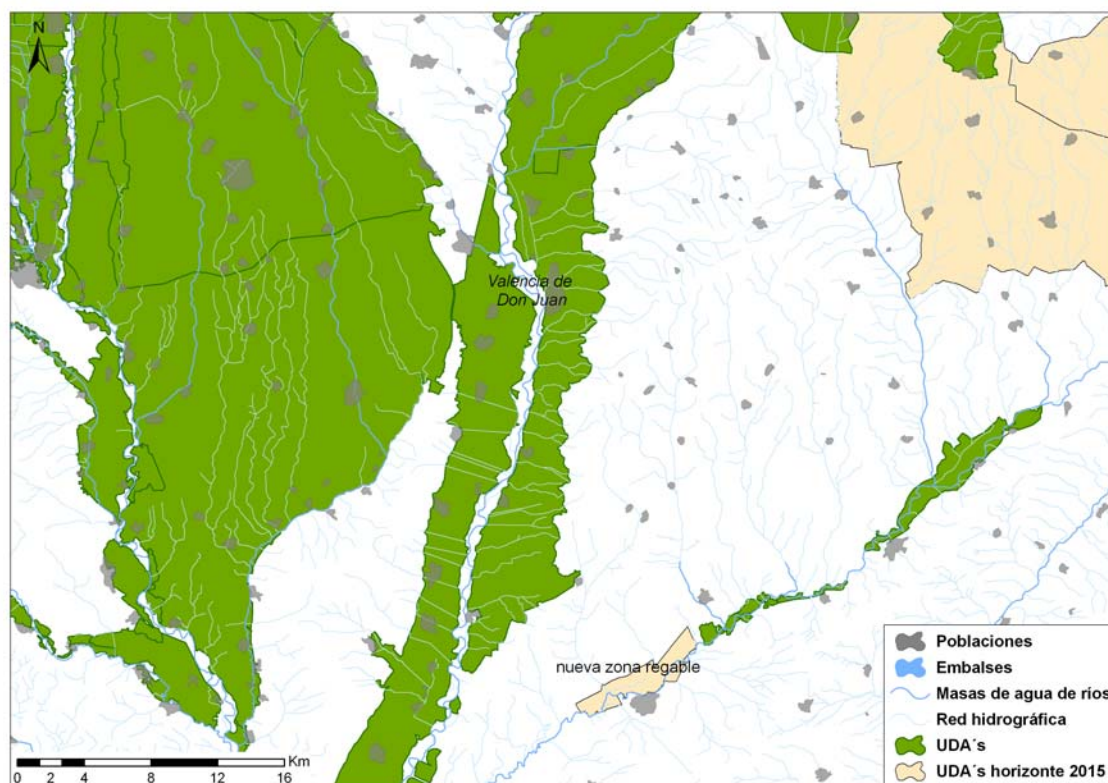 N
Valencia de
Don Juan
nueva zona regable
Poblaciones
Embalses
Masas de agua de ríos
Red hidrográfica
UDA´s
UDA´s horizonte 2015
Km
0 2 4 8 12 16